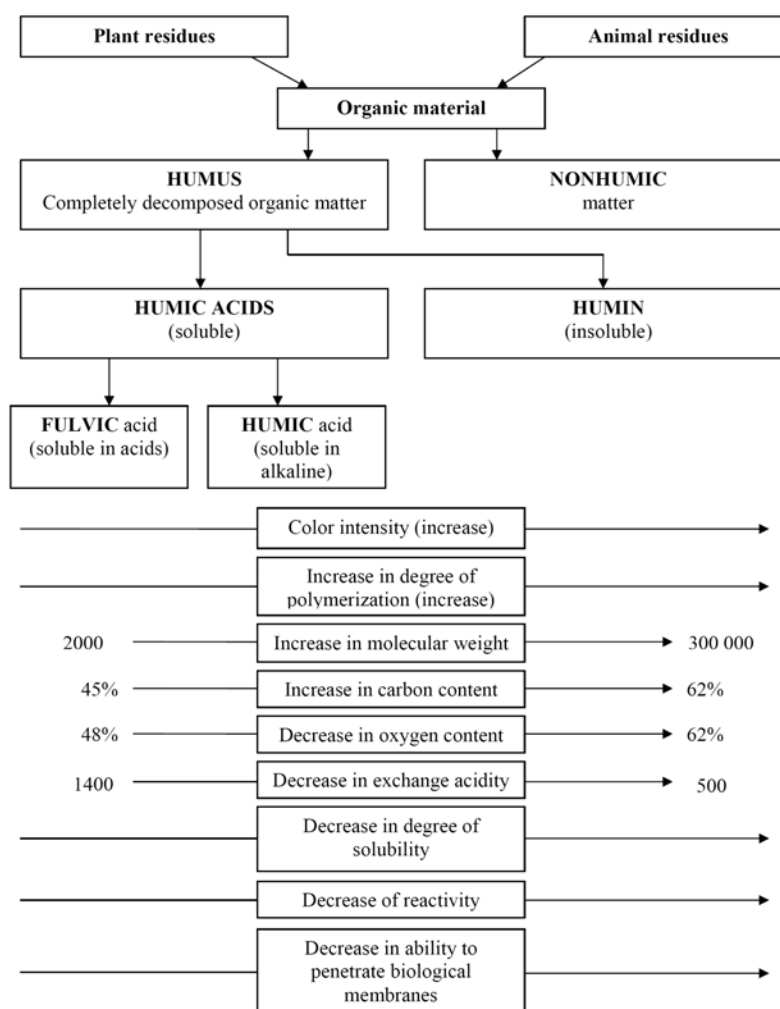 Plant residues
Animal residues
Organic material
HUMUS
Completely decomposed organic matter
NONHUMIC
matter
HUMIC ACIDS
(soluble)
HUMIN
(insoluble)
FULVIC acid
(soluble in acids)
HUMIC acid
(soluble in
alkaline)
Color intensity (increase)
Increase in degree of
polymerization (increase)
2000
Increase in molecular weight
300 000
45%
Increase in carbon content
62%
48%
Decrease in oxygen content
62%
1400
Decrease in exchange acidity
500
Decrease in degree of
solubility
Decrease of reactivity
Decrease in ability to
penetrate biological
membranes